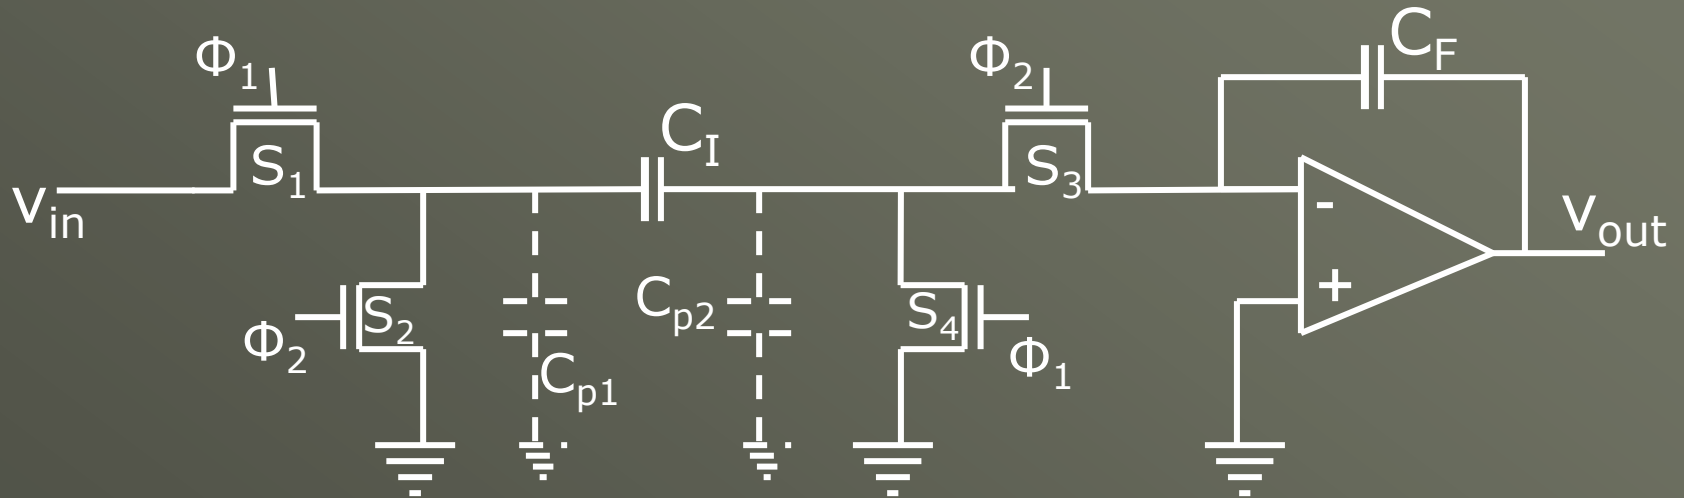 Φ1
Φ2
CF
CI
S1
S3
vin
vout
-
+
S2
Cp2
S4
Φ2
Cp1
Φ1